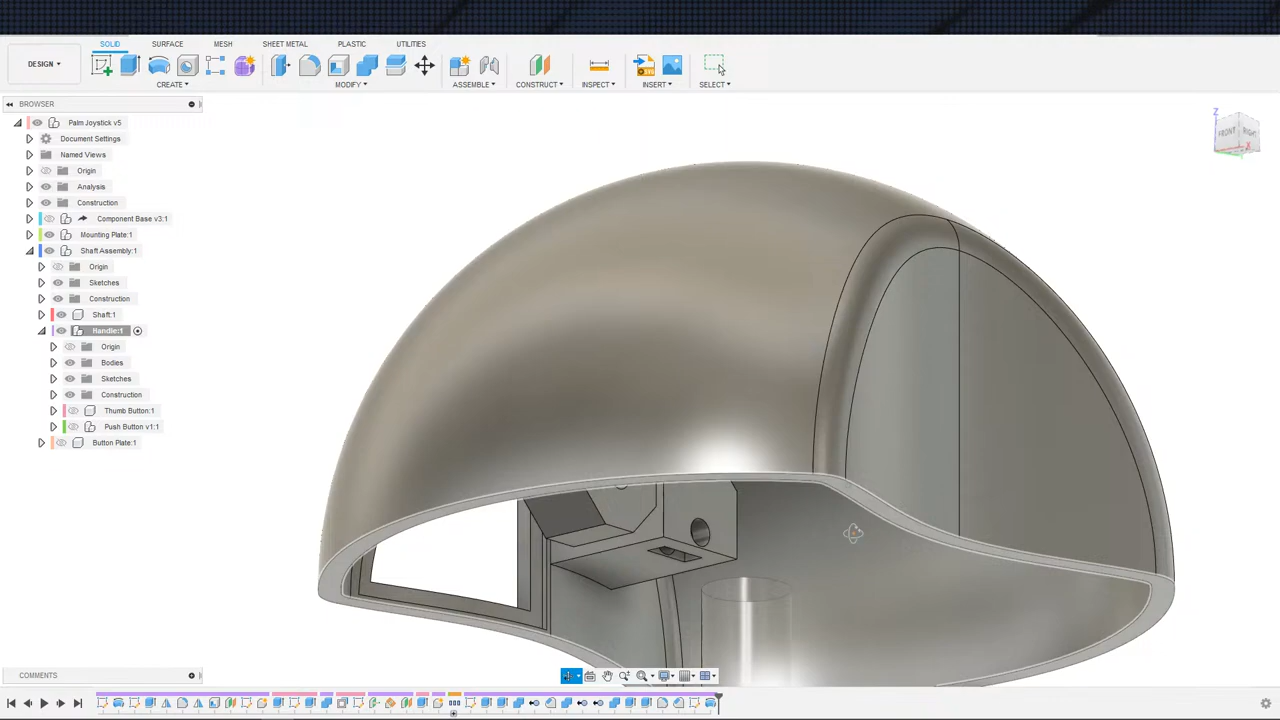 SOLID SURFACE MESH SHEET METAL PLASTIC UTILITIES
DESIGN
CREATE MODIFY ASSEMBLE CONSTRUCT INSPECT INSERT SELECT
BROWSER
Palm Joystick v5
Document Settings
Named Views
Origin
Analysis
Construction
Component Base v3:1
Mounting Plate:1
Shaft Assembly:1
Origin
Sketches
Construction
Shaft:1
Handle:1
Origin
Bodies
Sketches
Construction
Thumb Button:1
Push Button v1:1
Button Plate:1
Z
FRONT RIGHT
X
COMMENTS